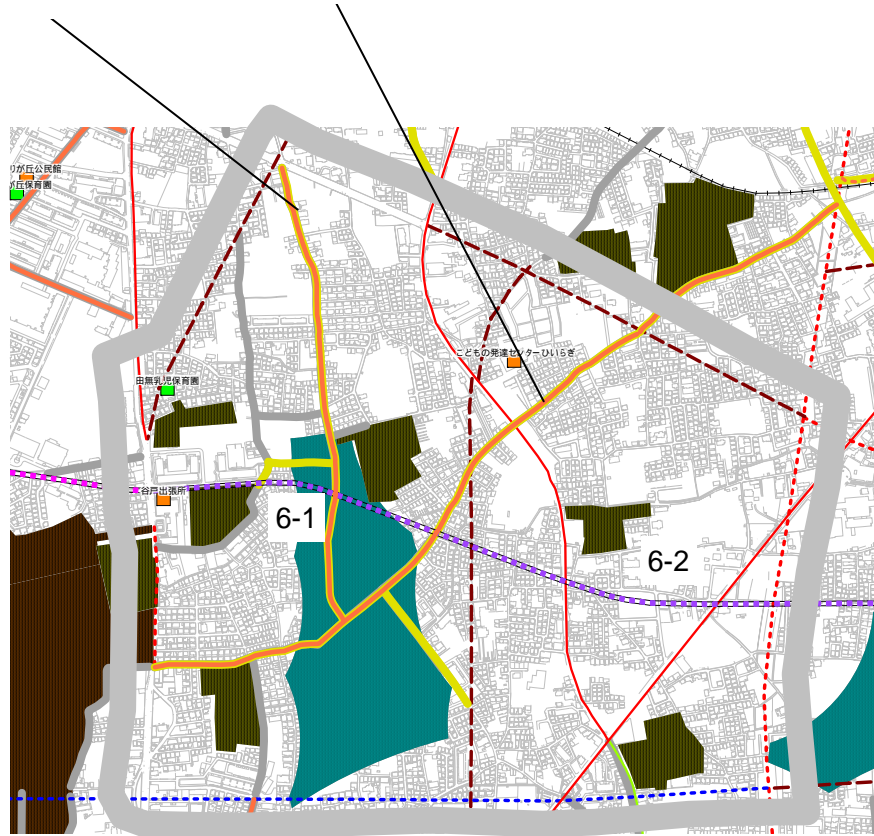 りが丘公民館
が丘保育園
こどもの発達センターひいらぎ
田無乳児保育園
谷戸出張所
6-1
6-2